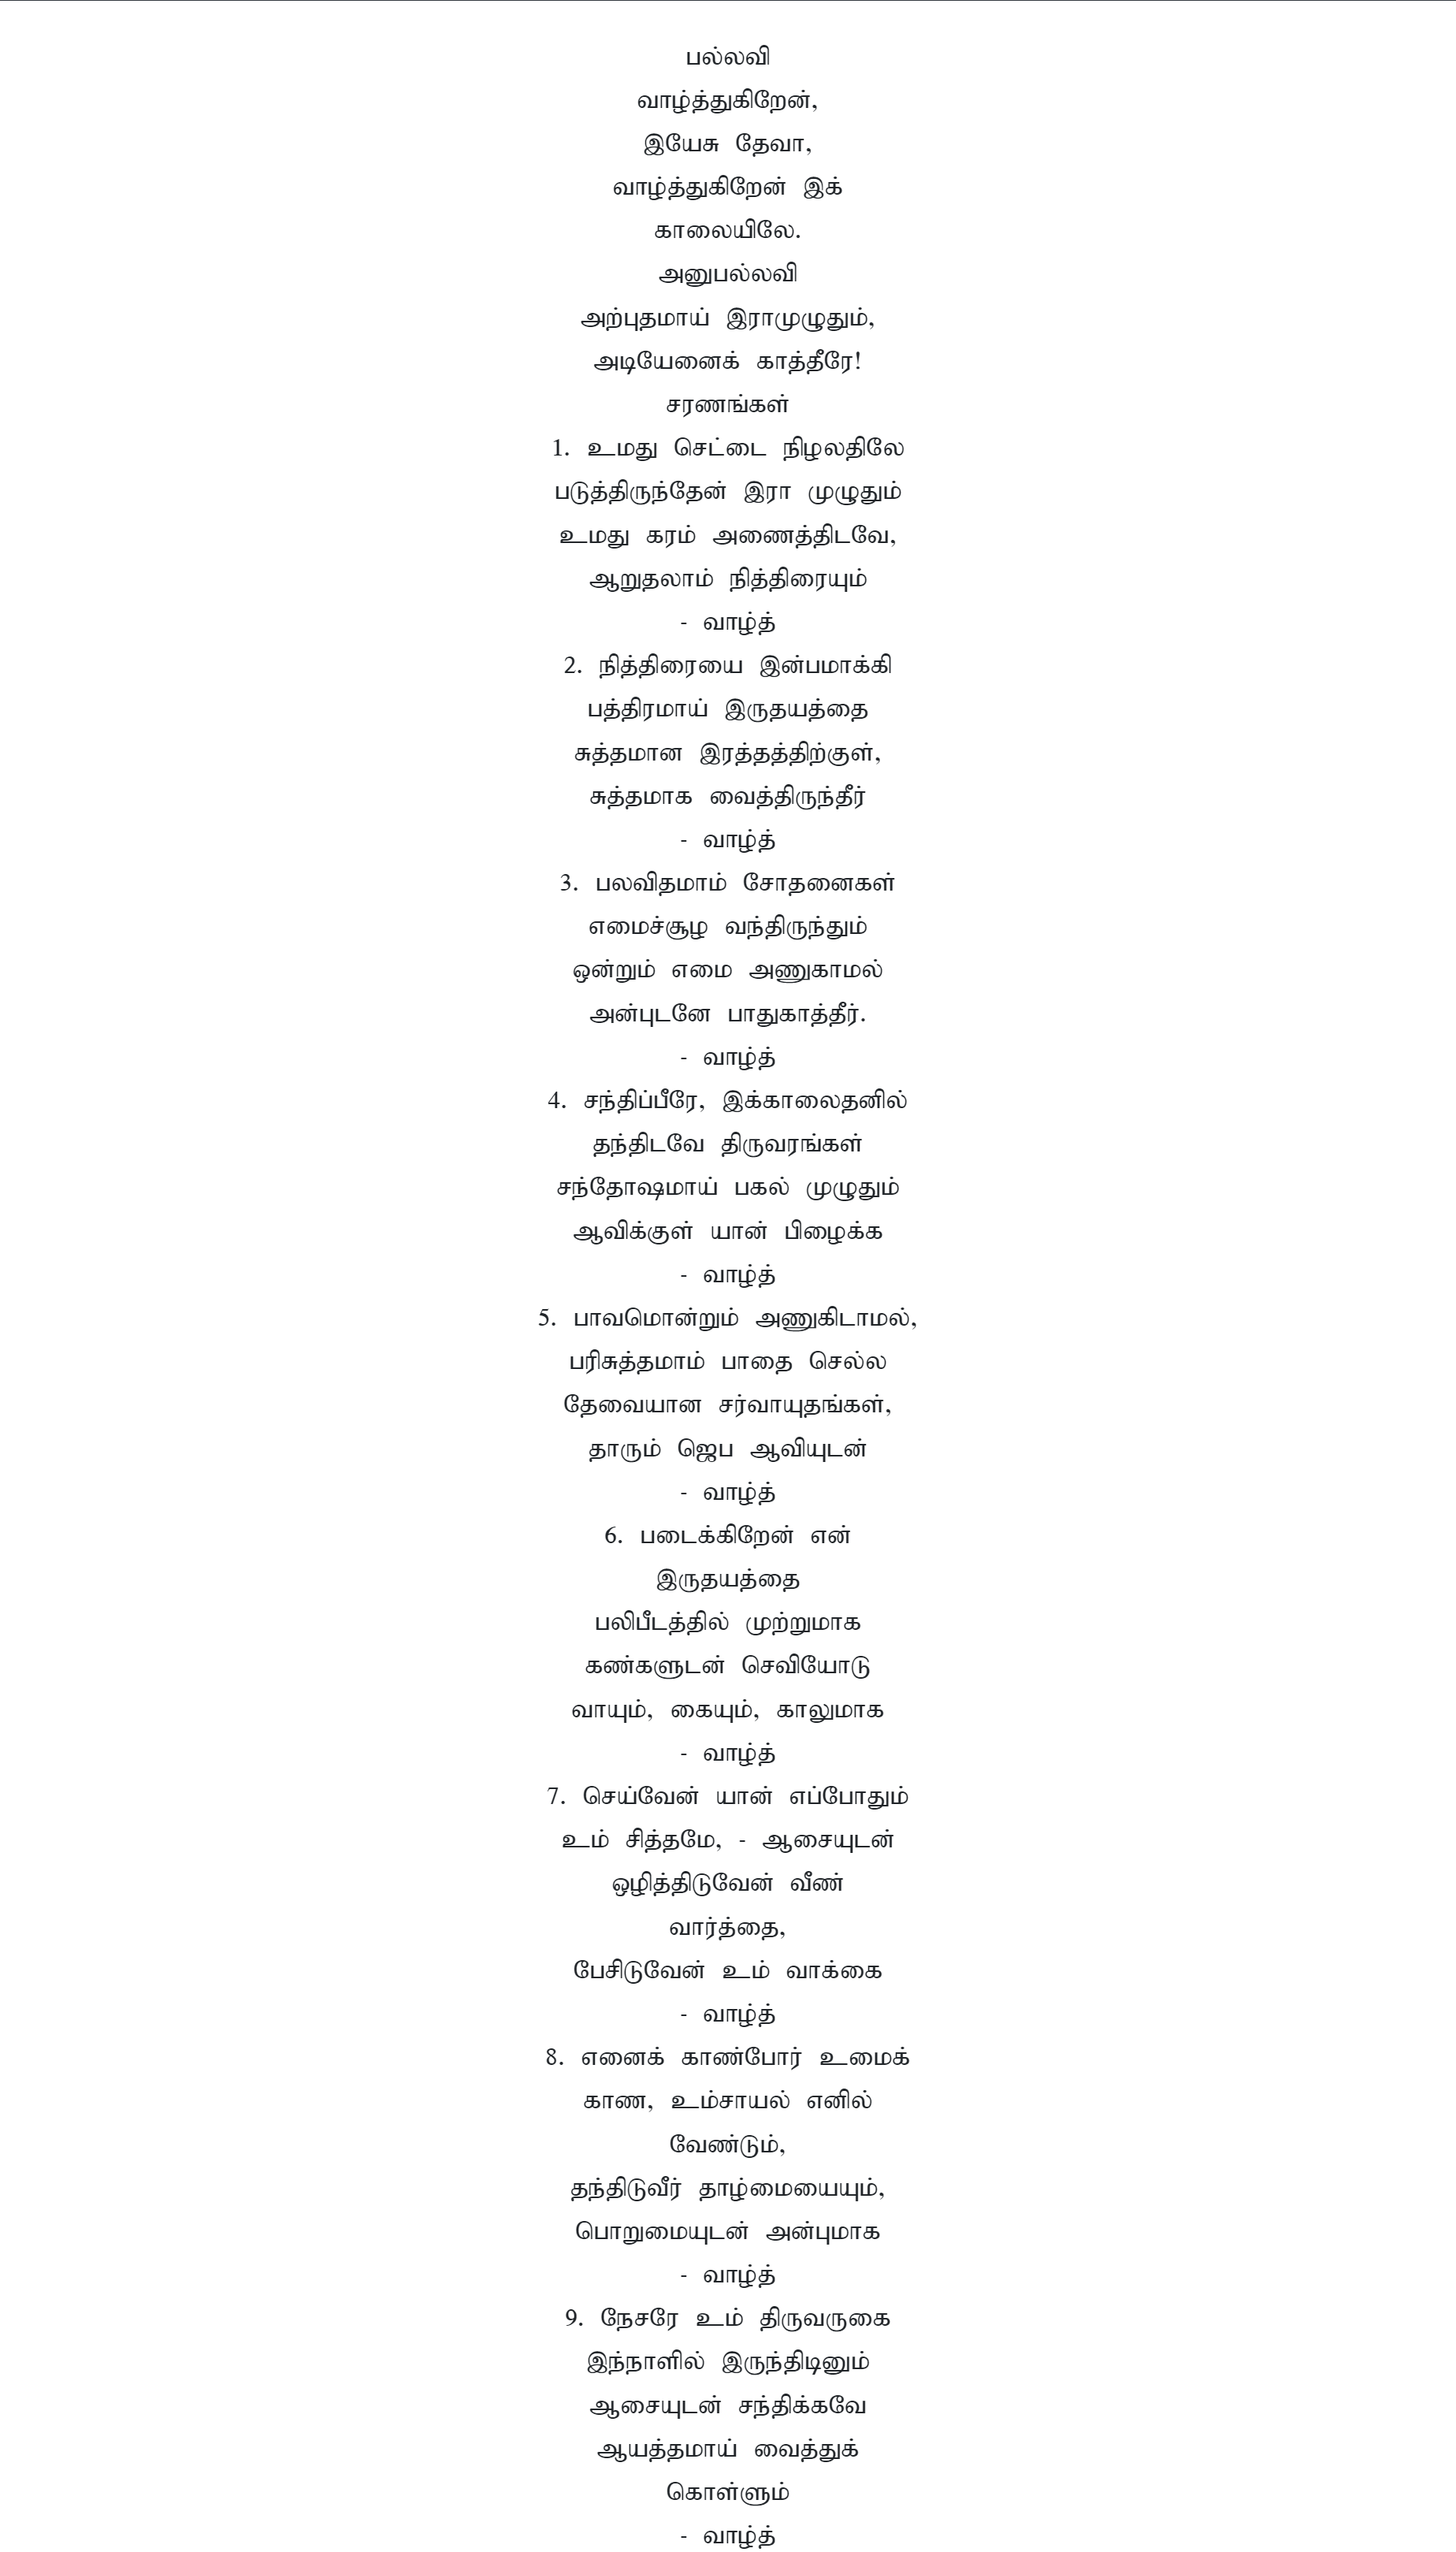 பல்லவி
வாழ்த்துகிறேன்,
இயேசு தேவா,
வாழ்த்துகிறேன் இக்
காலையிலே.
அனுபல்லவி
அற்புதமாய் இராமுழுதும்,
அடியேனைக் காத்தீரே!
சரணங்கள்
1. உமது செட்டை நிழலதிலே
படுத்திருந்தேன் இரா முழுதும்
உமது கரம் அணைத்திடவே,
ஆறுதலாம் நித்திரையும்
- வாழ்த்
2. நித்திரையை இன்பமாக்கி
பத்திரமாய் இருதயத்தை
சுத்தமான இரத்தத்திற்குள்,
சுத்தமாக வைத்திருந்தீர்
- வாழ்த்
3. பலவிதமாம் சோதனைகள்
எமைச்சூழ வந்திருந்தும்
ஒன்றும் எமை அணுகாமல்
அன்புடனே பாதுகாத்தீர்.
- வாழ்த்
4. சந்திப்பீரே, இக்காலைதனில்
தந்திடவே திருவரங்கள்
சந்தோஷமாய் பகல் முழுதும்
ஆவிக்குள் யான் பிழைக்க
- வாழ்த்
5. பாவமொன்றும் அணுகிடாமல்,
பரிசுத்தமாம் பாதை செல்ல
தேவையான சர்வாயுதங்கள்,
தாரும் ஜெப ஆவியுடன்
- வாழ்த்
6. படைக்கிறேன் என்
இருதயத்தை
பலிபீடத்தில் முற்றுமாக
கண்களுடன் செவியோடு
வாயும், கையும், காலுமாக
- வாழ்த்
7. செய்வேன் யான் எப்போதும்
உம் சித்தமே, - ஆசையுடன்
ஒழித்திடுவேன் வீண்
வார்த்தை,
பேசிடுவேன் உம் வாக்கை
- வாழ்த்
8. எனைக் காண்போர் உமைக்
காண, உம்சாயல் எனில்
வேண்டும்,
தந்திடுவீர் தாழ்மையையும்,
பொறுமையுடன் அன்புமாக
- வாழ்த்
9. நேசரே உம் திருவருகை
இந்நாளில் இருந்திடினும்
ஆசையுடன் சந்திக்கவே
ஆயத்தமாய் வைத்துக்
கொள்ளும்
- வாழ்த்